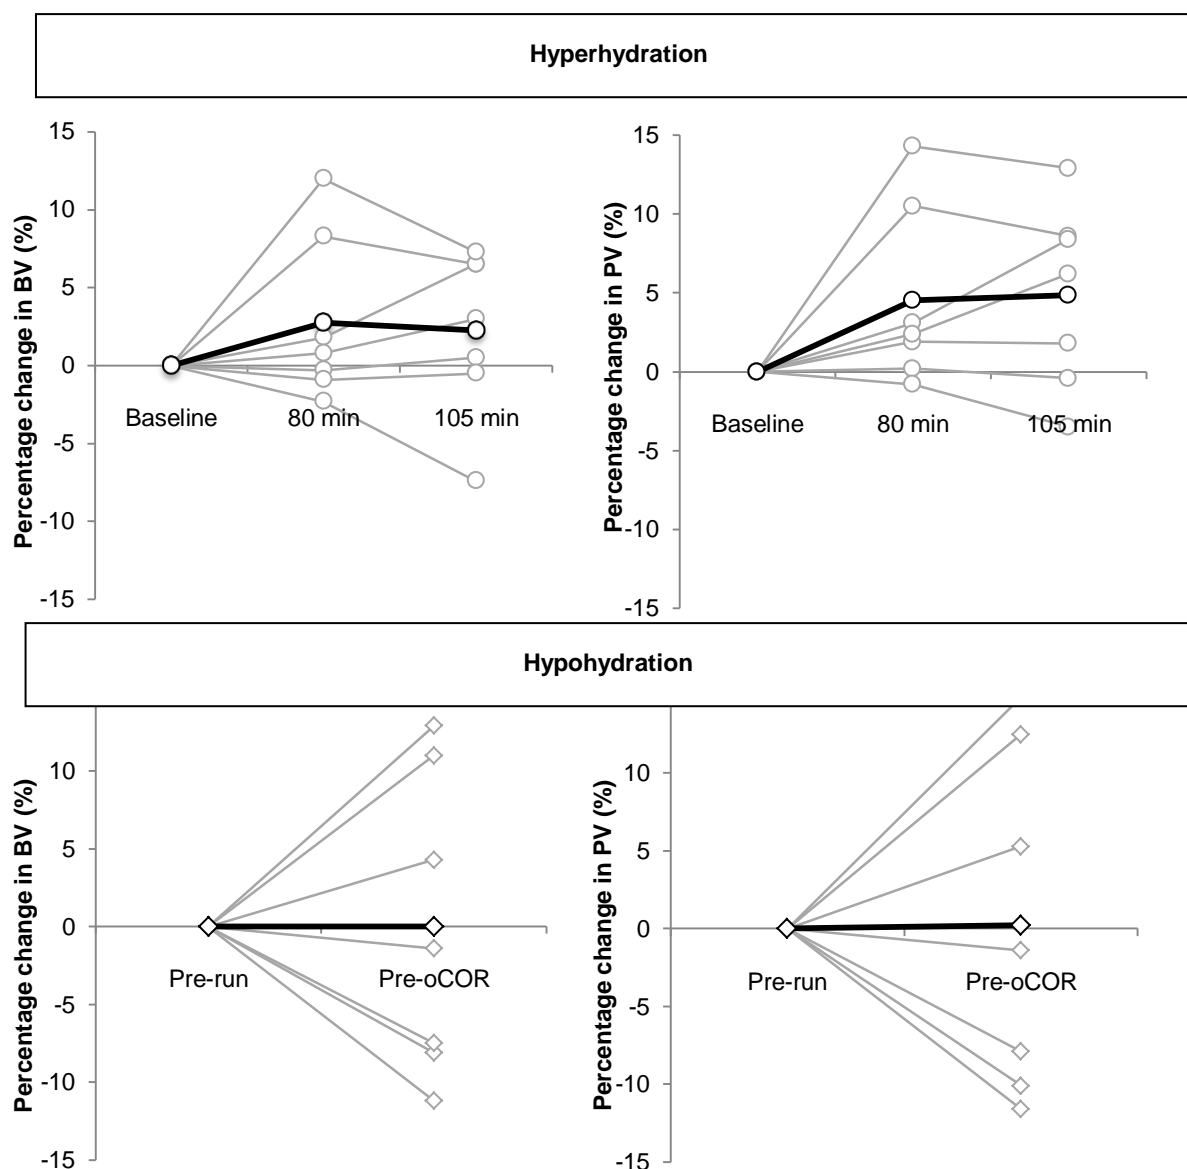 Hyperhydration
Percentage change in BV (%)
15
10
5
0
-5
-10
-15
Baseline 80 min 105 min
Percentage change in PV (%)
15
10
5
0
-5
-10
-15
Baseline 80 min 105 min
Hypohydration
Percentage change in BV (%)
10
5
0
-5
-10
-15
Pre-run Pre-oCOR
Percentage change in PV (%)
10
5
0
-5
-10
-15
Pre-run Pre-oCOR